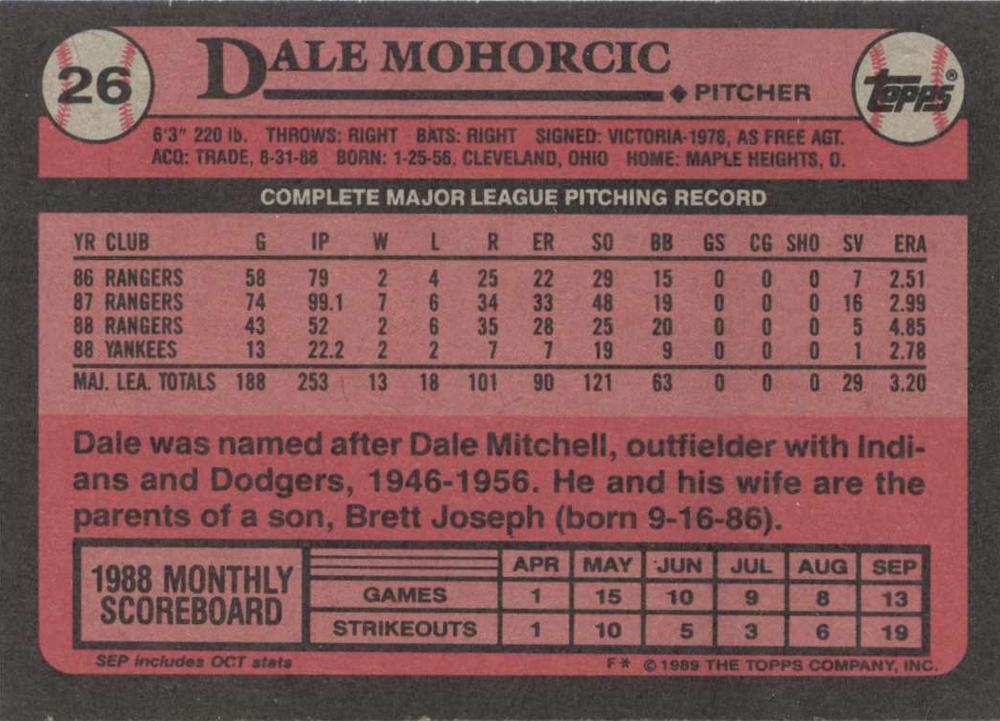 26
DALE MOHORCIC
PITCHER
topps®
6'3" 220 lb. THROWS: RIGHT BATS: RIGHT SIGNED: VICTORIA-1978, AS FREE AGT.
ACQ: TRADE, 8-31-88 BORN: 1-25-56, CLEVELAND, OHIO HOME: MAPLE HEIGHTS, O.
COMPLETE MAJOR LEAGUE PITCHING RECORD
YR CLUB G IP W L R ER SO BB GS CG SHO SV ERA
86 RANGERS 58 79 2 4 25 22 29 15 0 0 0 7 2.51
87 RANGERS 74 99.1 7 6 34 33 48 19 0 0 0 16 2.99
88 RANGERS 43 52 2 6 35 28 25 20 0 0 0 5 4.85
88 YANKEES 13 22.2 2 2 7 7 19 9 0 0 0 1 2.78
MAJ. LEA. TOTALS 188 253 13 18 101 90 121 63 0 0 0 29 3.20
Dale was named after Dale Mitchell, outfielder with Indi-
ans and Dodgers, 1946-1956. He and his wife are the
parents of a son, Brett Joseph (born 9-16-86).
1988 MONTHLY
SCOREBOARD
APR MAY JUN JUL AUG SEP
GAMES 1 15 10 9 8 13
STRIKEOUTS 1 10 5 3 6 19
SEP includes OCT stats
F* © 1989 THE TOPPS COMPANY, INC.